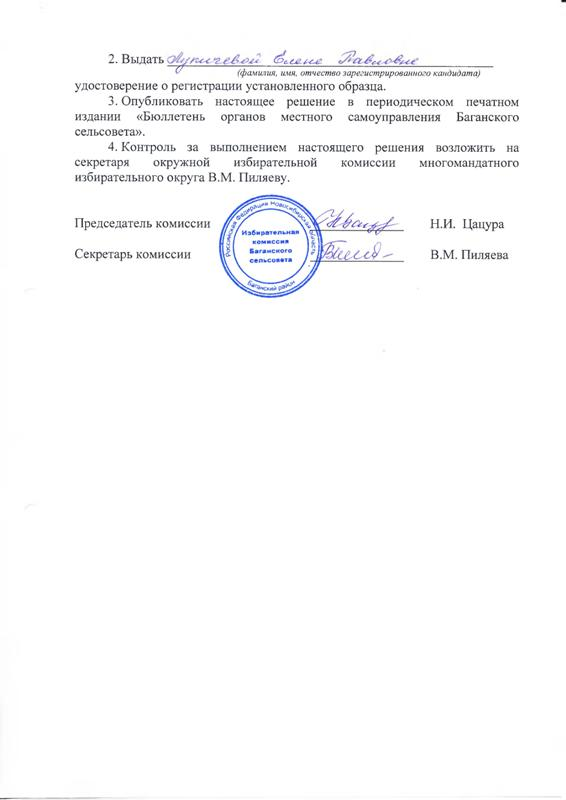 2. Выдать Лукичевой Елене Павловне
(фамилия, имя, отчество зарегистрированного кандидата)
удостоверение о регистрации установленного образца.
3. Опубликовать настоящее решение в периодическом печатном
издании «Бюллетень органов местного самоуправления Баганского
сельсовета».
4. Контроль за выполнением настоящего решения возложить на
секретаря окружной избирательной комиссии многомандатного
избирательного округа В.М. Пиляеву.
Председатель комиссии Н.И. Цацура
Секретарь комиссии В.М. Пиляева
Российская Федерация Новосибирская область
Избирательная
комиссия
Баганского
сельсовета
Баганский район